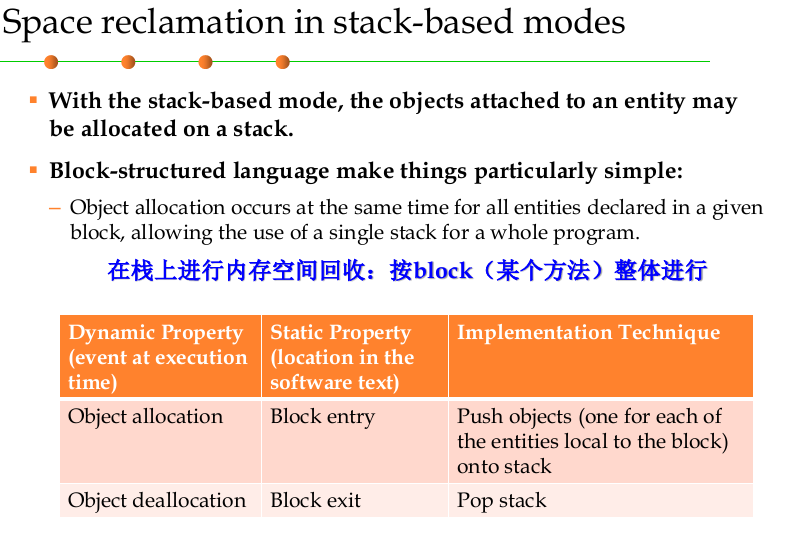 Space reclamation in stack-based modes
▪ With the stack-based mode, the objects attached to an entity may
be allocated on a stack.
▪ Block-structured language make things particularly simple:
– Object allocation occurs at the same time for all entities declared in a given
block, allowing the use of a single stack for a whole program.
在栈上进行内存空间回收：按block（某个方法）整体进行
Dynamic Property
(event at execution
time)
Static Property
(location in the
software text)
Implementation Technique
Object allocation
Block entry
Push objects (one for each of
the entities local to the block)
onto stack
Object deallocation
Block exit
Pop stack